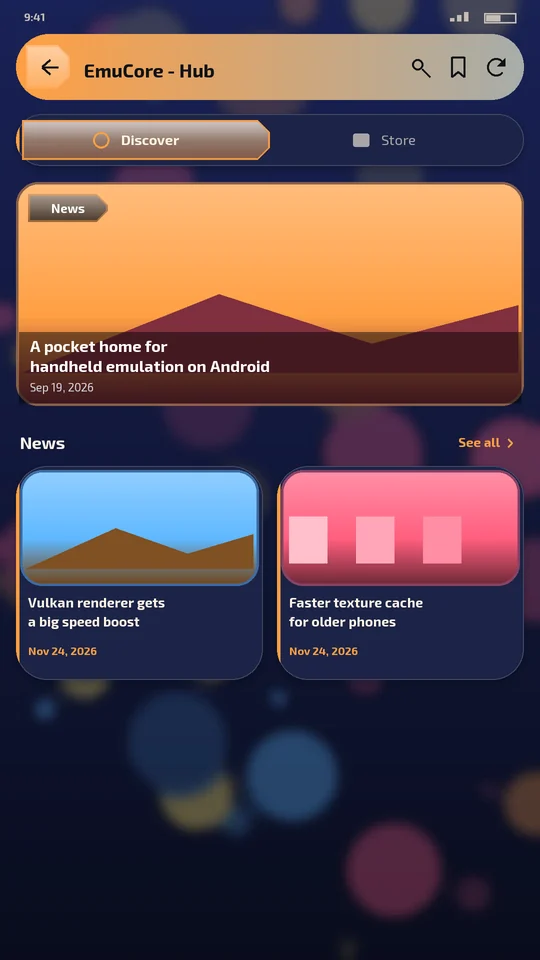 9:41
EmuCore - Hub
Discover
Store
News
A pocket home for
handheld emulation on Android
Sep 19, 2026
News
See all
Vulkan renderer gets
a big speed boost
Nov 24, 2026
Faster texture cache
for older phones
Nov 24, 2026